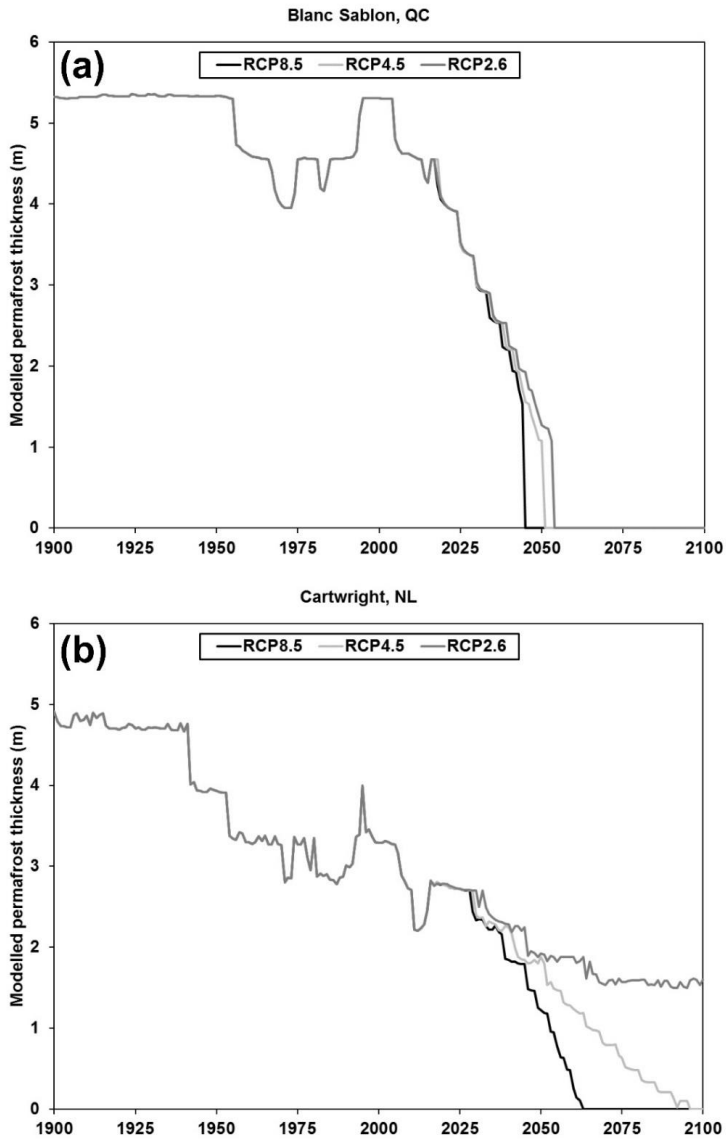 Blanc Sablon, QC
(a)
RCP8.5 RCP4.5 RCP2.6
Modelled permafrost thickness (m)
6
5
4
3
2
1
0
1900 1925 1950 1975 2000 2025 2050 2075 2100
Cartwright, NL
(b)
RCP8.5 RCP4.5 RCP2.6
Modelled permafrost thickness (m)
6
5
4
3
2
1
0
1900 1925 1950 1975 2000 2025 2050 2075 2100